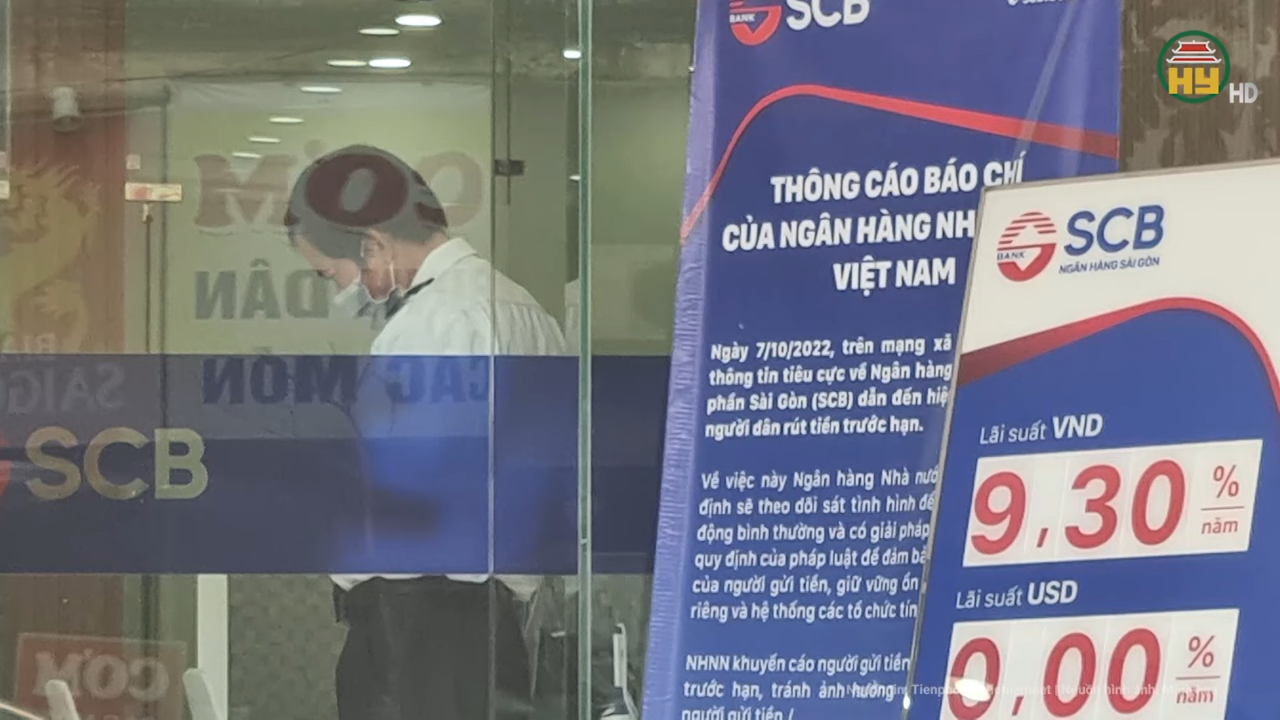 SCB
BANK
THÔNG CÁO BÁO CHÍ
CỦA NGÂN HÀNG NH
VIỆT NAM
Ngày 7/10/2022, trên mạng xã
thông tin tiêu cực về Ngân hàng
phần Sài Gòn (SCB) dẫn đến hiệ
người dân rút tiền trước hạn.
Về việc này Ngân hàng Nhà nướ
định sẽ theo dõi sát tình hình để
động bình thường và có giải pháp
quy định của pháp luật để đảm bả
của người gửi tiền, giữ vững ổn
riêng và hệ thống các tổ chức tín
NHNN khuyến cáo người gửi tiền
trước hạn, tránh ảnh hưởng
người gửi tiền./
SCB
BANK
NGÂN HÀNG SÀI GÒN
Lãi suất VND
9,30 %
năm
Lãi suất USD
0,00 %
năm
HY HD
CƠM
DÂN
CÁC MÓN
SAIGO
SCB
CƠM